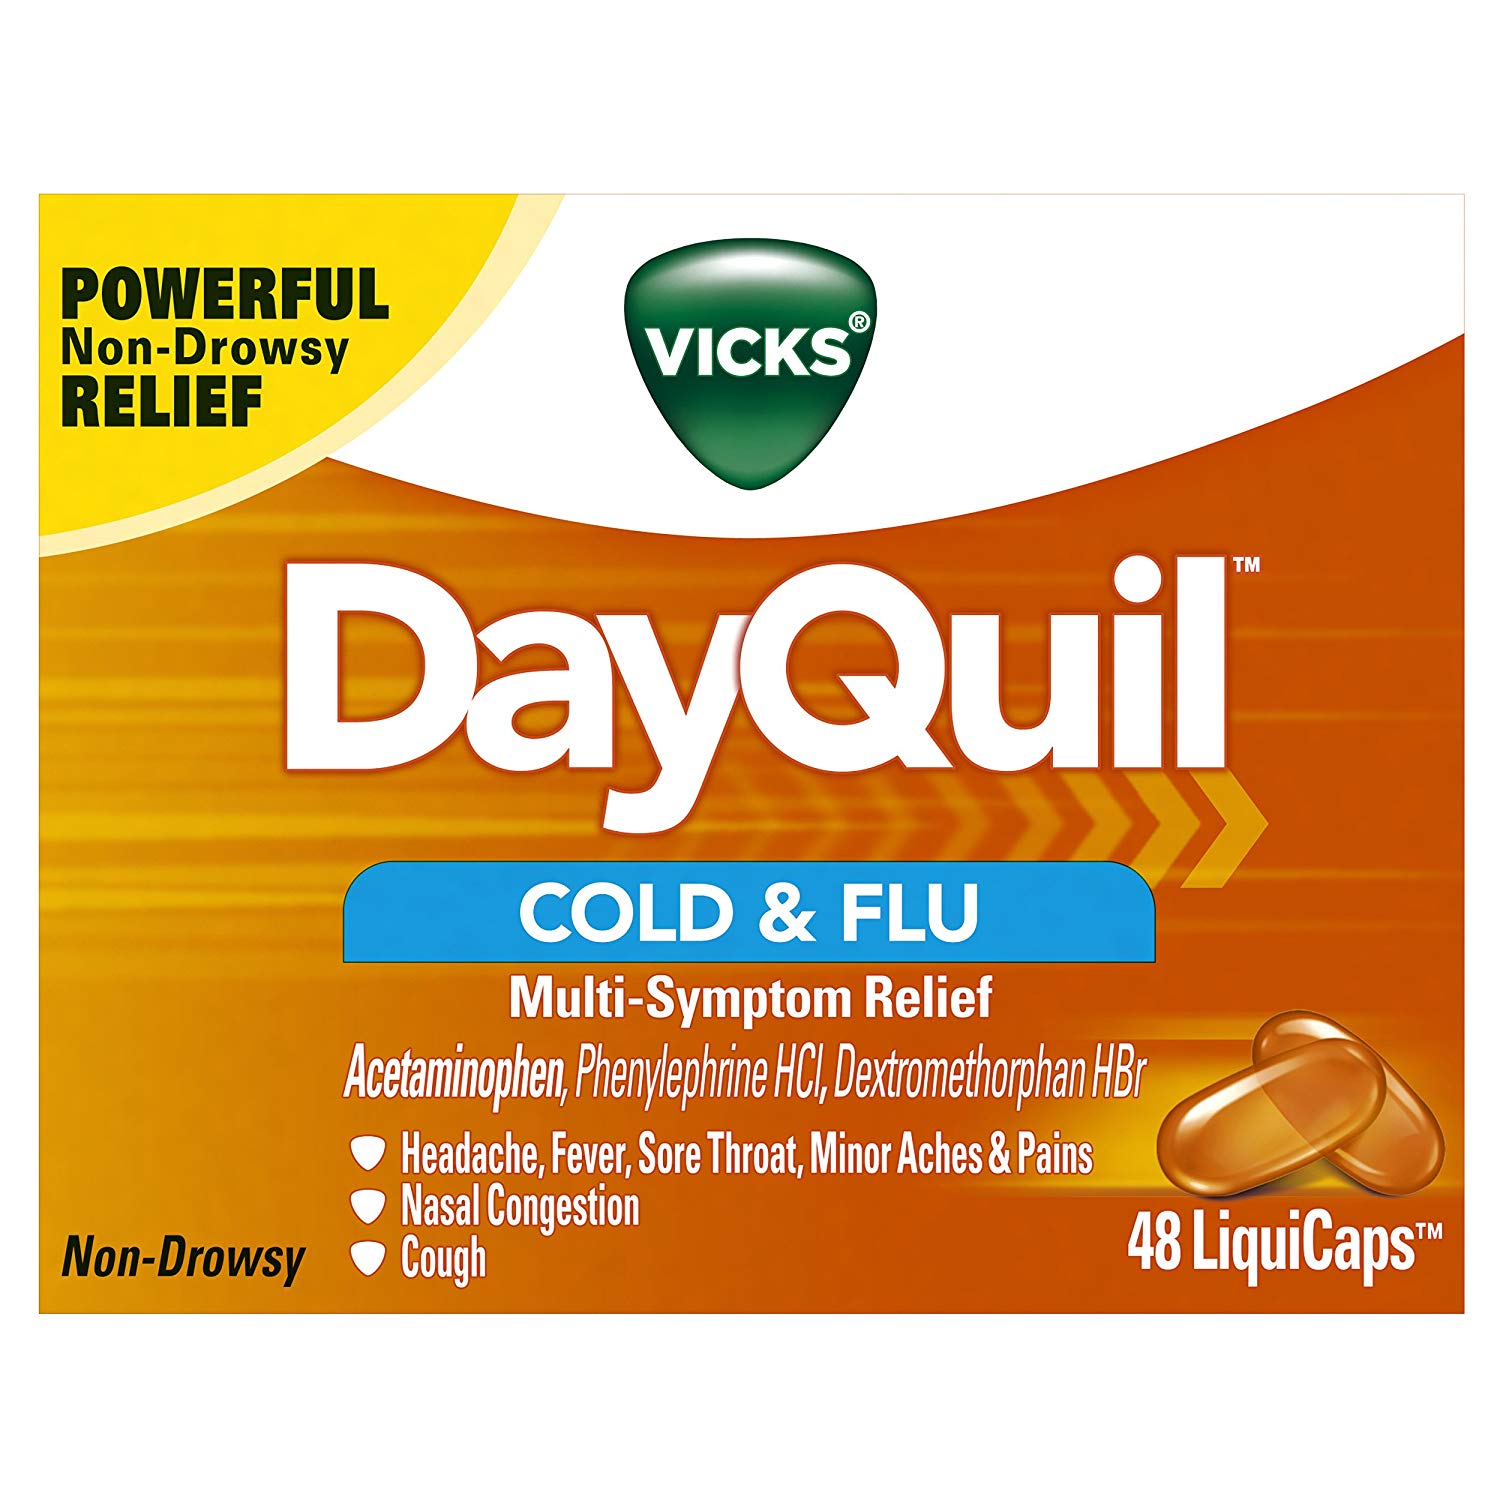 POWERFUL
Non-Drowsy
RELIEF
VICKS®
DayQuil™
COLD & FLU
Multi-Symptom Relief
Acetaminophen, Phenylephrine HCl, Dextromethorphan HBr
Headache, Fever, Sore Throat, Minor Aches & Pains
Nasal Congestion
Cough
Non-Drowsy
48 LiquiCaps™